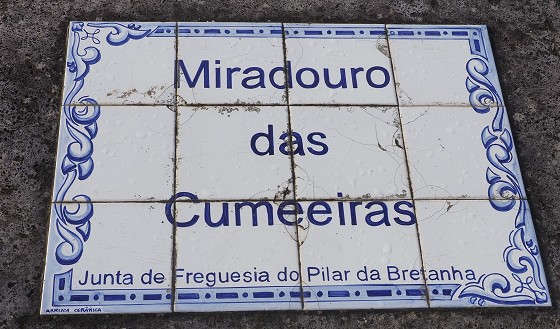 Miradouro
das
Cumeeiras
Junta de Freguesia do Pilar da Bretanha